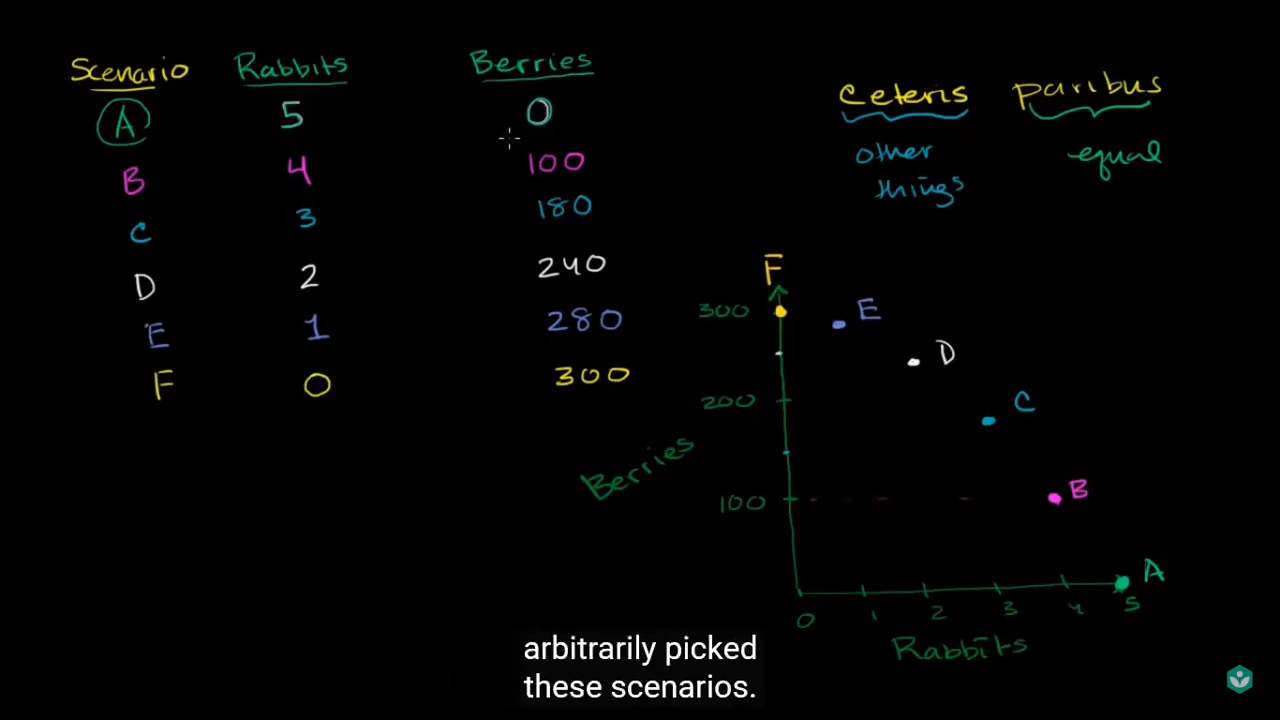 Scenario Rabbits Berries
A 5 0
B 4 100
C 3 180
D 2 240
E 1 280
F 0 300
Ceteris paribus
other equal
things
F
300
E
D
200
C
Berries
100
B
A
0 1 2 3 4 5
Rabbits
arbitrarily picked
these scenarios.